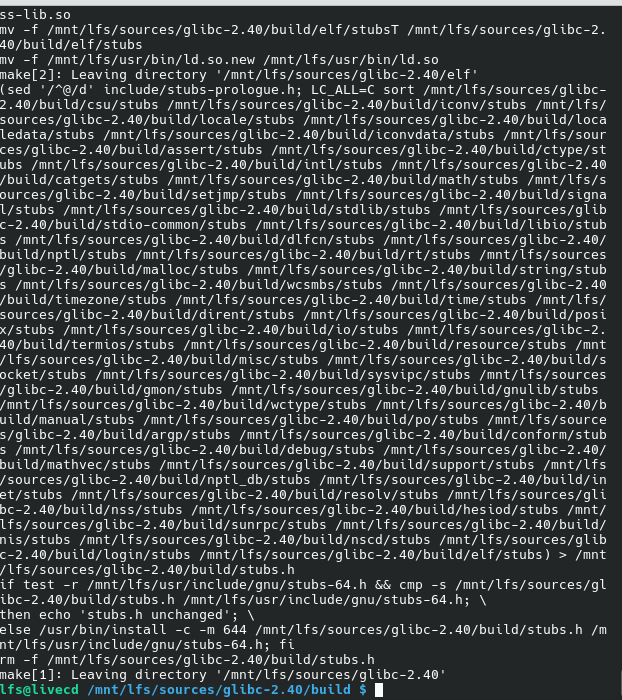 ss-lib.so
mv -f /mnt/lfs/sources/glibc-2.40/build/elf/stubsT /mnt/lfs/sources/glibc-2.
40/build/elf/stubs
mv -f /mnt/lfs/usr/bin/ld.so.new /mnt/lfs/usr/bin/ld.so
make[2]: Leaving directory '/mnt/lfs/sources/glibc-2.40/elf'
(sed '/^@/d' include/stubs-prologue.h; LC_ALL=C sort /mnt/lfs/sources/glibc-
2.40/build/csu/stubs /mnt/lfs/sources/glibc-2.40/build/iconv/stubs /mnt/lfs/
sources/glibc-2.40/build/locale/stubs /mnt/lfs/sources/glibc-2.40/build/loca
ledata/stubs /mnt/lfs/sources/glibc-2.40/build/iconvdata/stubs /mnt/lfs/sour
ces/glibc-2.40/build/assert/stubs /mnt/lfs/sources/glibc-2.40/build/ctype/st
ubs /mnt/lfs/sources/glibc-2.40/build/intl/stubs /mnt/lfs/sources/glibc-2.40
/build/catgets/stubs /mnt/lfs/sources/glibc-2.40/build/math/stubs /mnt/lfs/s
ources/glibc-2.40/build/setjmp/stubs /mnt/lfs/sources/glibc-2.40/build/signa
l/stubs /mnt/lfs/sources/glibc-2.40/build/stdlib/stubs /mnt/lfs/sources/glib
c-2.40/build/stdio-common/stubs /mnt/lfs/sources/glibc-2.40/build/libio/stub
s /mnt/lfs/sources/glibc-2.40/build/dlfcn/stubs /mnt/lfs/sources/glibc-2.40/
build/nptl/stubs /mnt/lfs/sources/glibc-2.40/build/rt/stubs /mnt/lfs/sources
/glibc-2.40/build/malloc/stubs /mnt/lfs/sources/glibc-2.40/build/string/stub
s /mnt/lfs/sources/glibc-2.40/build/wcsmbs/stubs /mnt/lfs/sources/glibc-2.40
/build/timezone/stubs /mnt/lfs/sources/glibc-2.40/build/time/stubs /mnt/lfs/
sources/glibc-2.40/build/dirent/stubs /mnt/lfs/sources/glibc-2.40/build/posi
x/stubs /mnt/lfs/sources/glibc-2.40/build/io/stubs /mnt/lfs/sources/glibc-2.
40/build/termios/stubs /mnt/lfs/sources/glibc-2.40/build/resource/stubs /mnt
/lfs/sources/glibc-2.40/build/misc/stubs /mnt/lfs/sources/glibc-2.40/build/s
ocket/stubs /mnt/lfs/sources/glibc-2.40/build/sysvipc/stubs /mnt/lfs/sources
/glibc-2.40/build/gmon/stubs /mnt/lfs/sources/glibc-2.40/build/gnulib/stubs
/mnt/lfs/sources/glibc-2.40/build/wctype/stubs /mnt/lfs/sources/glibc-2.40/b
uild/manual/stubs /mnt/lfs/sources/glibc-2.40/build/po/stubs /mnt/lfs/source
s/glibc-2.40/build/argp/stubs /mnt/lfs/sources/glibc-2.40/build/conform/stub
s /mnt/lfs/sources/glibc-2.40/build/debug/stubs /mnt/lfs/sources/glibc-2.40/
build/mathvec/stubs /mnt/lfs/sources/glibc-2.40/build/support/stubs /mnt/lfs
/sources/glibc-2.40/build/nptl_db/stubs /mnt/lfs/sources/glibc-2.40/build/in
et/stubs /mnt/lfs/sources/glibc-2.40/build/resolv/stubs /mnt/lfs/sources/gli
bc-2.40/build/nss/stubs /mnt/lfs/sources/glibc-2.40/build/hesiod/stubs /mnt/
lfs/sources/glibc-2.40/build/sunrpc/stubs /mnt/lfs/sources/glibc-2.40/build/
nis/stubs /mnt/lfs/sources/glibc-2.40/build/nscd/stubs /mnt/lfs/sources/glib
c-2.40/build/login/stubs /mnt/lfs/sources/glibc-2.40/build/elf/stubs) > /mnt
/lfs/sources/glibc-2.40/build/stubs.h
if test -r /mnt/lfs/usr/include/gnu/stubs-64.h && cmp -s /mnt/lfs/sources/gl
ibc-2.40/build/stubs.h /mnt/lfs/usr/include/gnu/stubs-64.h; \
then echo 'stubs.h unchanged'; \
else /usr/bin/install -c -m 644 /mnt/lfs/sources/glibc-2.40/build/stubs.h /m
nt/lfs/usr/include/gnu/stubs-64.h; fi
rm -f /mnt/lfs/sources/glibc-2.40/build/stubs.h
make[1]: Leaving directory '/mnt/lfs/sources/glibc-2.40'
lfs@livecd /mnt/lfs/sources/glibc-2.40/build $